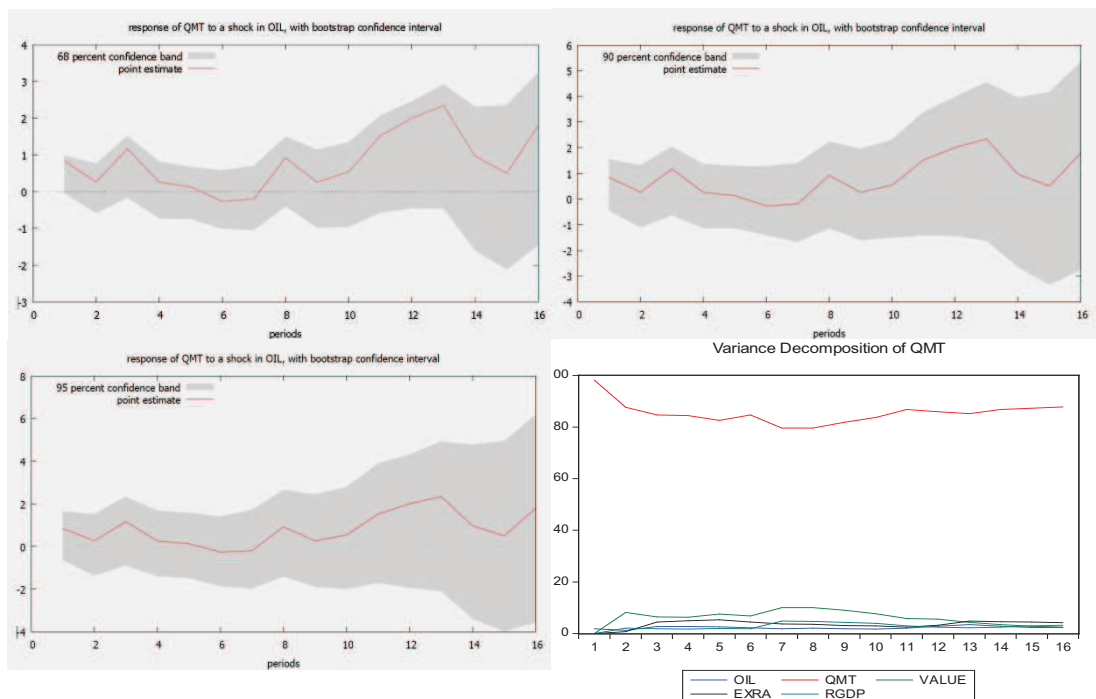 response of QMT to a shock in OIL, with bootstrap confidence interval
4
3
2
1
0
-1
-2
-3
68 percent confidence band
point estimate
0 2 4 6 8 10 12 14 16
periods
response of QMT to a shock in OIL, with bootstrap confidence interval
6
5
4
3
2
1
0
-1
-2
-3
-4
90 percent confidence band
point estimate
0 2 4 6 8 10 12 14 16
periods
response of QMT to a shock in OIL, with bootstrap confidence interval
8
6
4
2
0
-2
-4
95 percent confidence band
point estimate
0 2 4 6 8 10 12 14 16
periods
Variance Decomposition of QMT
00
80
60
40
20
0
1 2 3 4 5 6 7 8 9 10 11 12 13 14 15 16
OIL QMT VALUE
EXRA RGDP